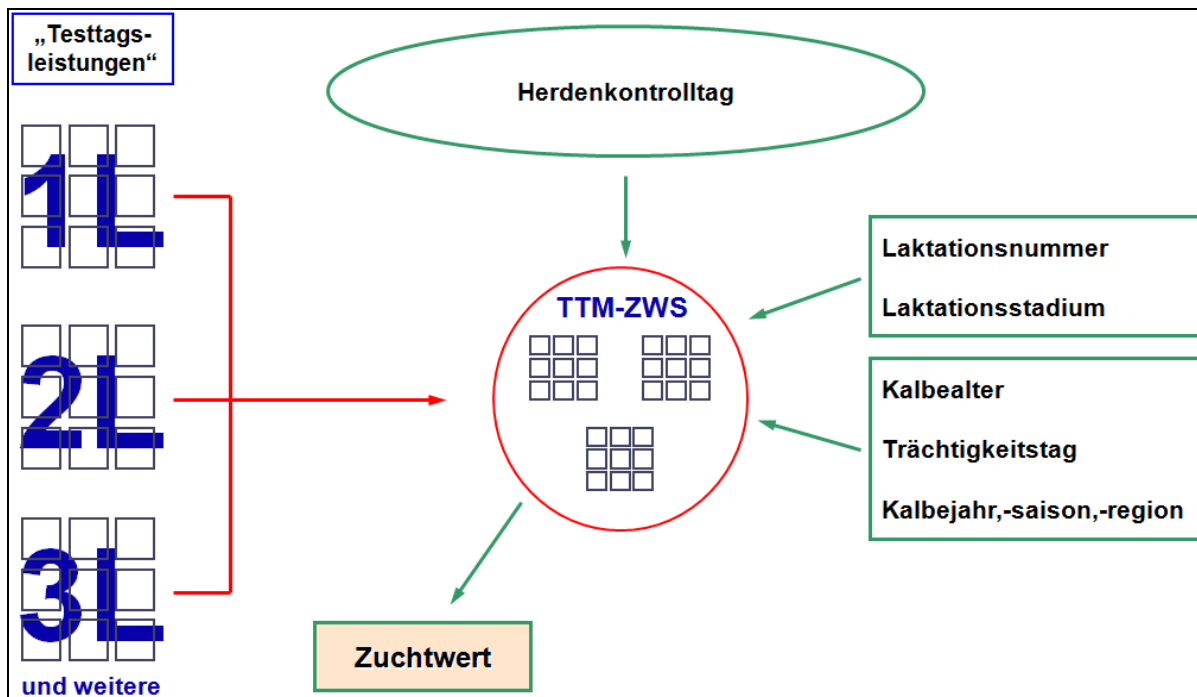 „Testtags-
leistungen“
1L
2L
3L
und weitere
Herdenkontrolltag
TTM-ZWS
Laktationsnummer
Laktationsstadium
Kalbealter
Trächtigkeitstag
Kalbejahr,-saison,-region
Zuchtwert